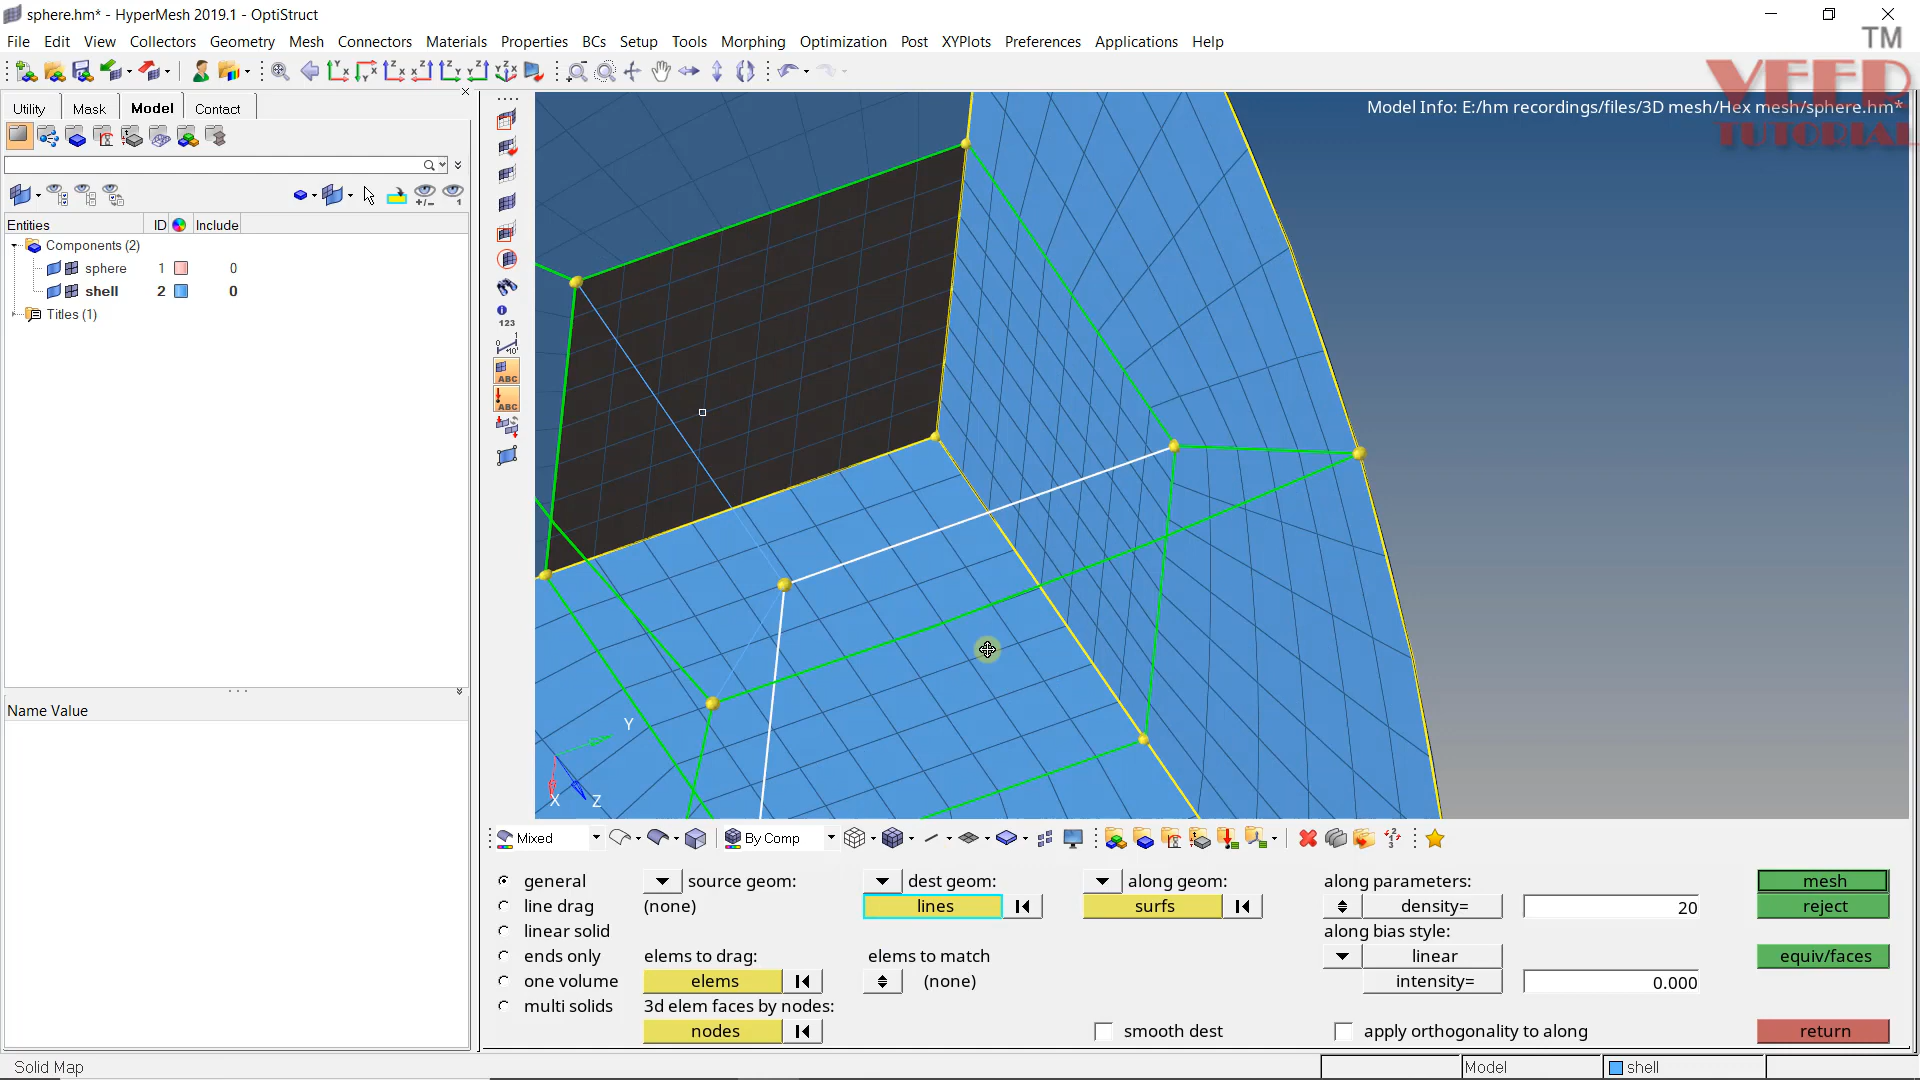 sphere.hm* - HyperMesh 2019.1 - OptiStruct
File Edit View Collectors Geometry Mesh Connectors Materials Properties BCs Setup Tools Morphing Optimization Post XYPlots Preferences Applications Help
TM
VEED
TUTORIAL
Utility Mask Model Contact
Model Info: E:/hm recordings/files/3D mesh/Hex mesh/sphere.hm*
Entities ID Include
Components (2)
sphere 1 0
shell 2 0
Titles (1)
123
ABC
ABC
Name Value
Y
X
Z
Mixed By Comp
general source geom: dest geom: along geom: along parameters: mesh
line drag (none) lines surfs density= 20 reject
linear solid along bias style:
ends only elems to drag: elems to match linear equiv/faces
one volume elems (none) intensity= 0.000
multi solids 3d elem faces by nodes:
nodes smooth dest apply orthogonality to along return
Solid Map Model shell